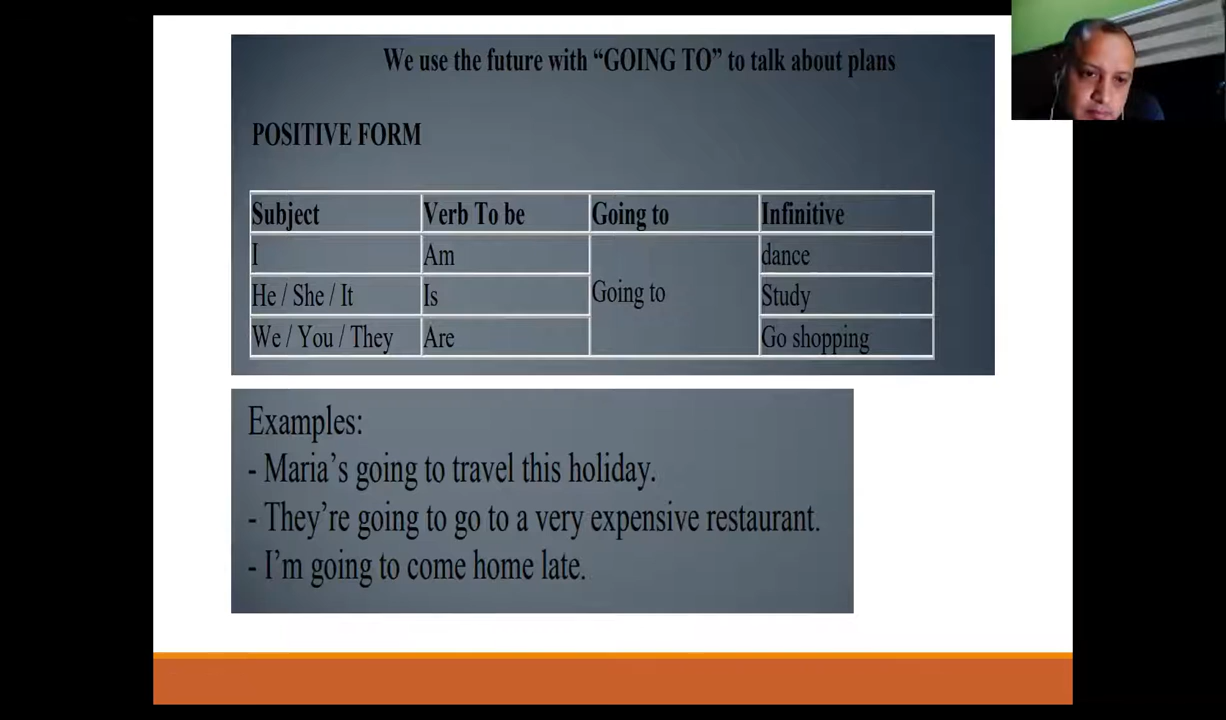 We use the future with “GOING TO” to talk about plans
POSITIVE FORM
Subject Verb To be Going to Infinitive
I Am dance
He / She / It Is Going to Study
We / You / They Are Go shopping
Examples:
- Maria’s going to travel this holiday.
- They’re going to go to a very expensive restaurant.
- I’m going to come home late.